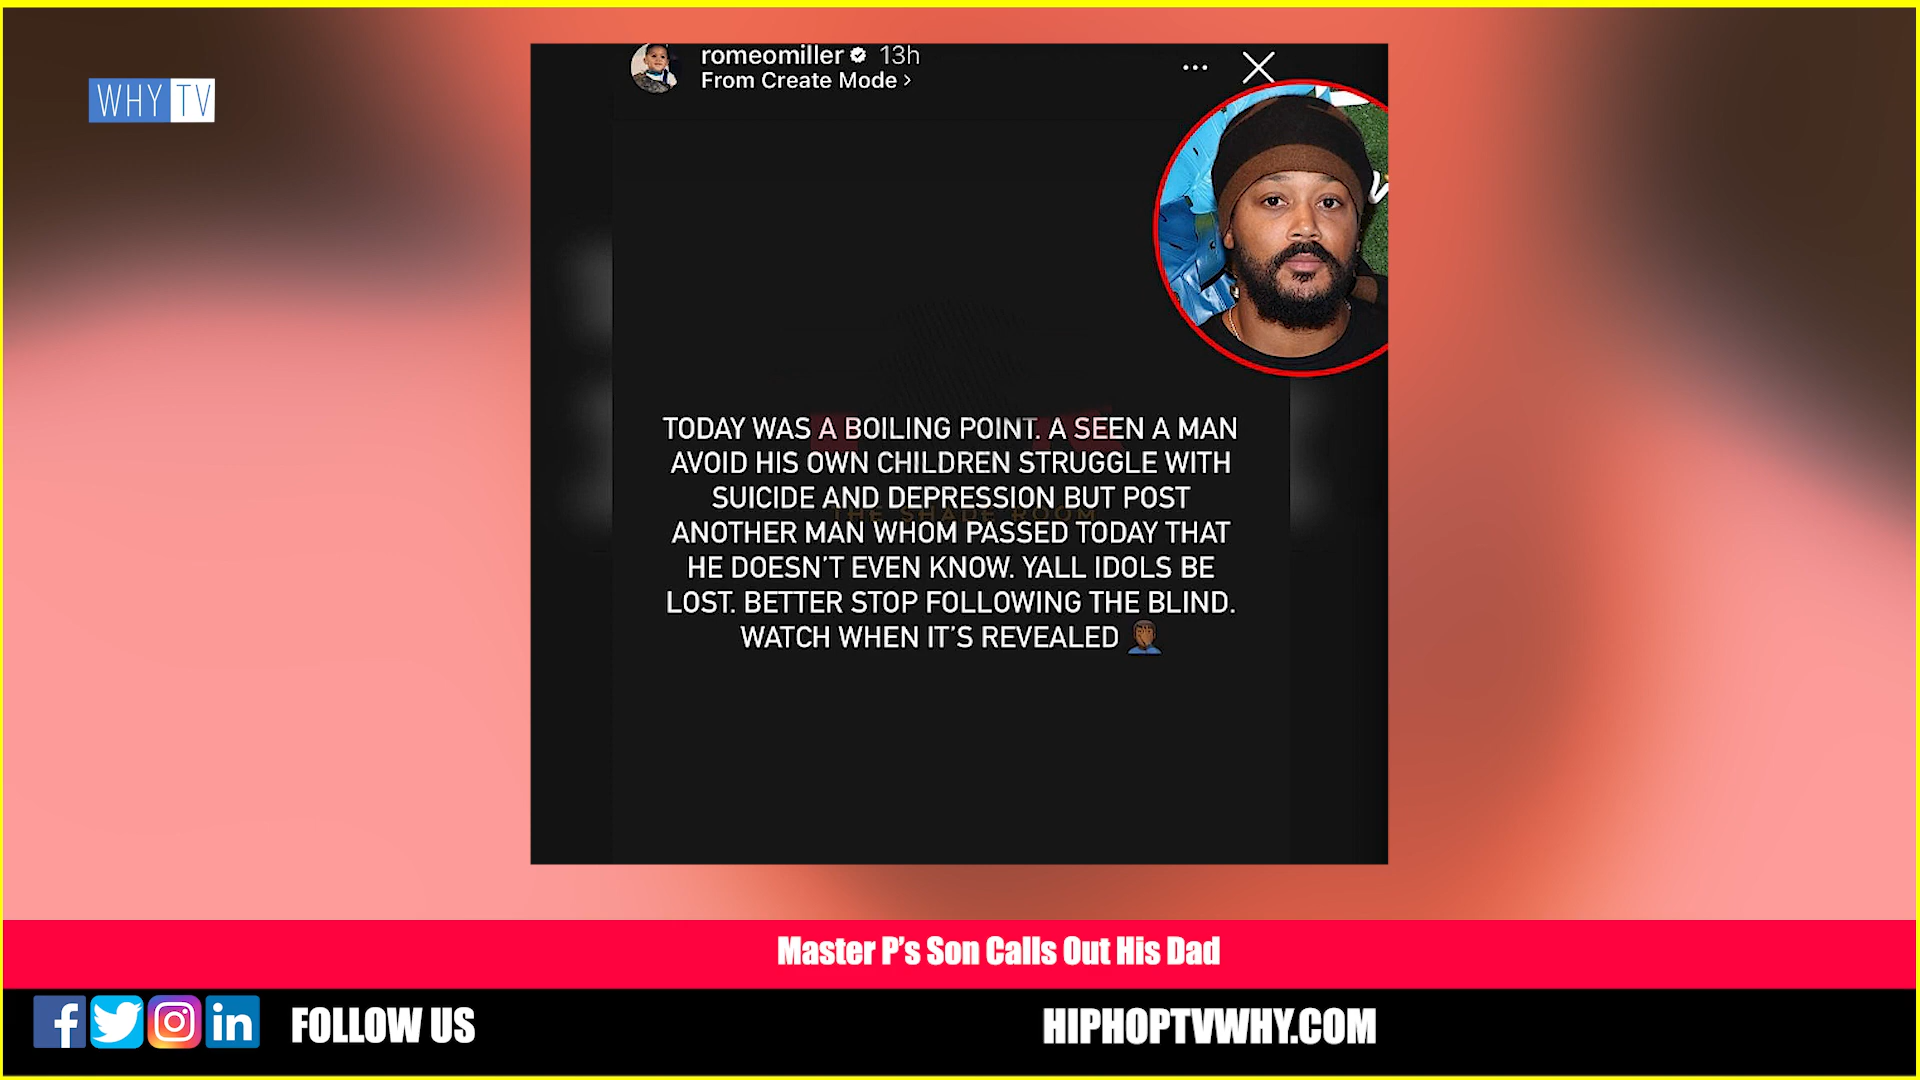 WHY TV
romeomiller 13h
From Create Mode >
TODAY WAS A BOILING POINT. A SEEN A MAN
AVOID HIS OWN CHILDREN STRUGGLE WITH
SUICIDE AND DEPRESSION BUT POST
THE SHADE ROOM
ANOTHER MAN WHOM PASSED TODAY THAT
HE DOESN'T EVEN KNOW. YALL IDOLS BE
LOST. BETTER STOP FOLLOWING THE BLIND.
WATCH WHEN IT'S REVEALED
Master P's Son Calls Out His Dad
FOLLOW US
HIPHOPTVWHY.COM